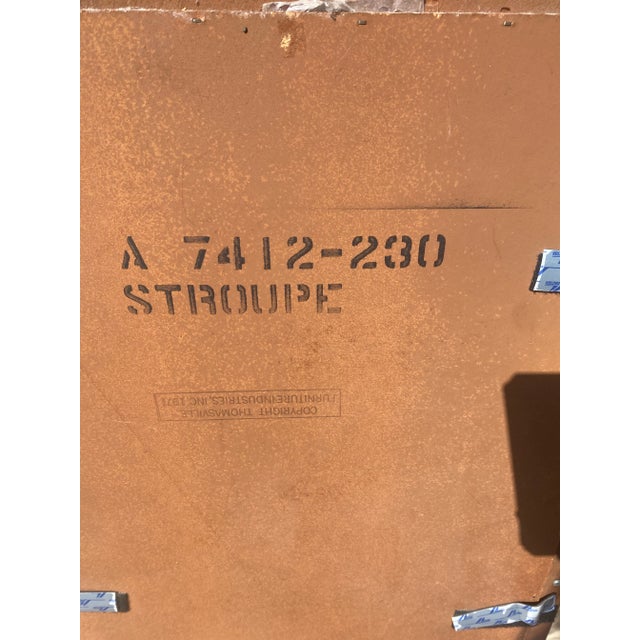 A 7412-230
STROUPE
COPYRIGHT THOMASVILLE
FURNITURE INDUSTRIES, INC 1971